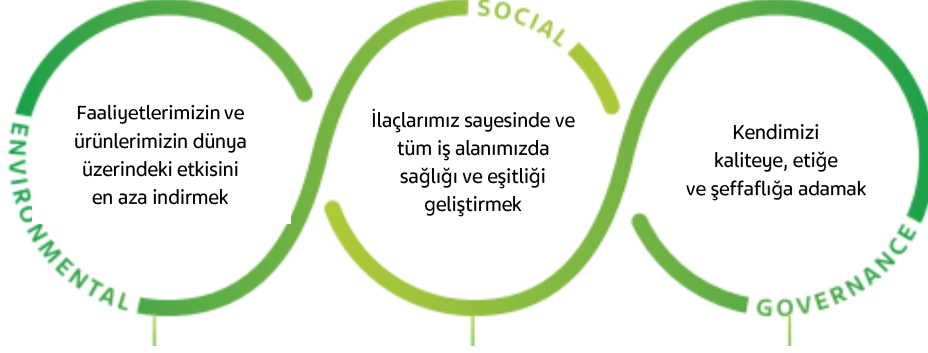 ENVIRONMENTAL
Faaliyetlerimizin ve
ürünlerimizin dünya
üzerindeki etkisini
en aza indirmek
SOCIAL
İlaçlarımız sayesinde ve
tüm iş alanımızda
sağlığı ve eşitliği
geliştirmek
GOVERNANCE
Kendimizi
kaliteye, etiğe
ve şeffaflığa adamak